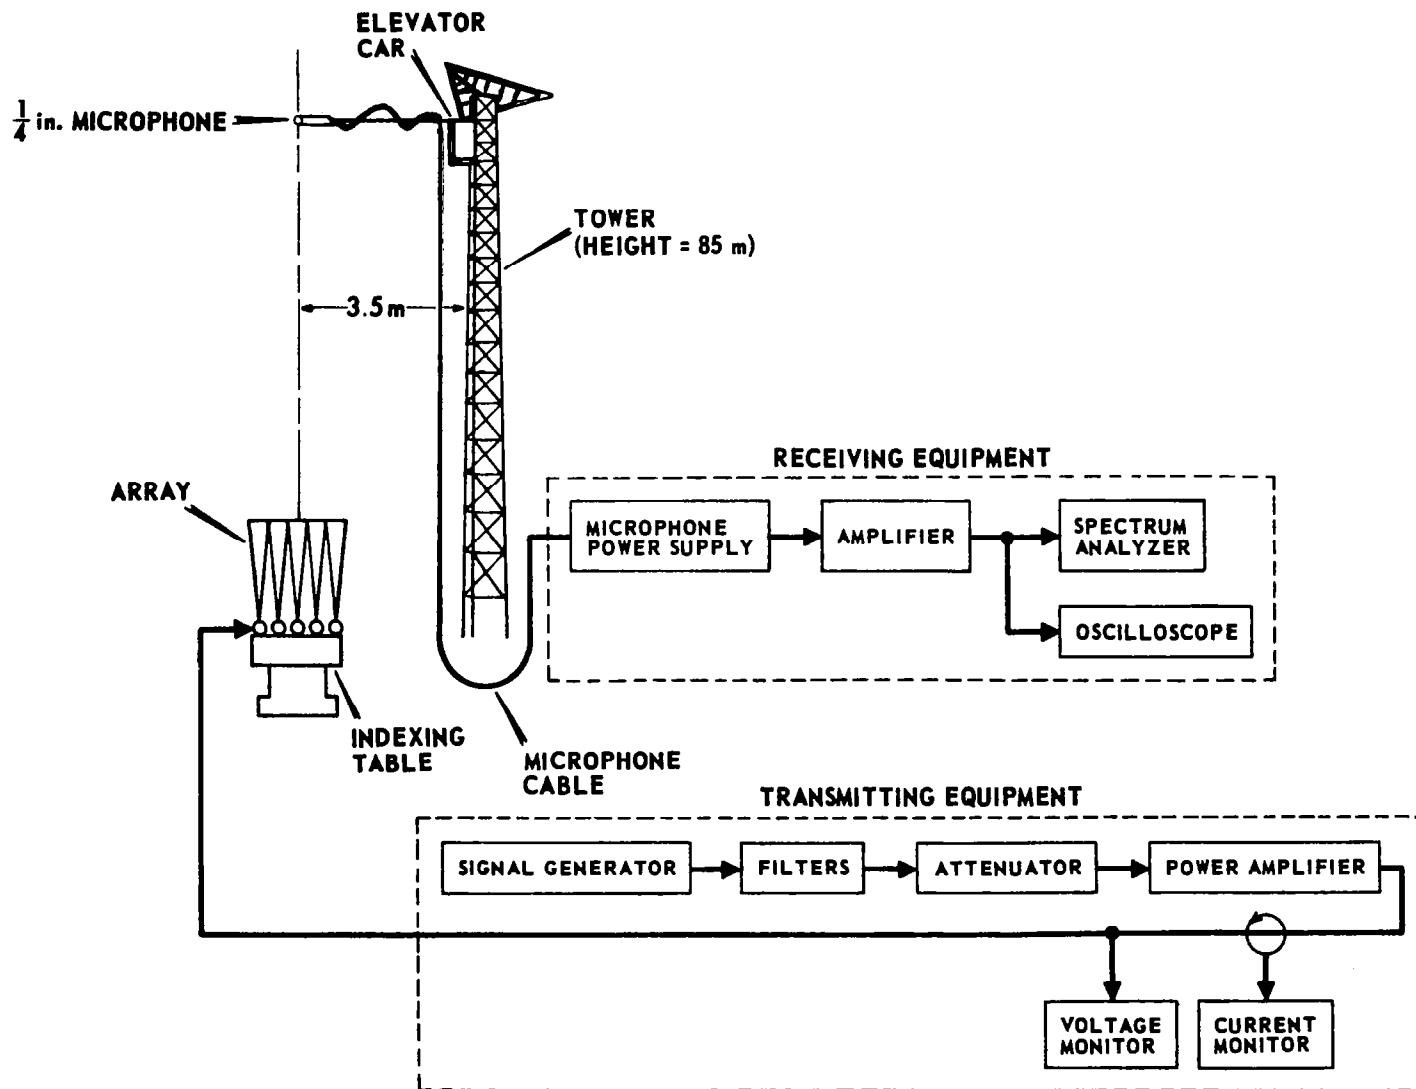 ELEVATOR
CAR
1/4 in. MICROPHONE
TOWER
(HEIGHT = 85 m)
3.5 m
RECEIVING EQUIPMENT
ARRAY
MICROPHONE
POWER SUPPLY
AMPLIFIER
SPECTRUM
ANALYZER
OSCILLOSCOPE
INDEXING
TABLE
MICROPHONE
CABLE
TRANSMITTING EQUIPMENT
SIGNAL GENERATOR
FILTERS
ATTENUATOR
POWER AMPLIFIER
VOLTAGE
MONITOR
CURRENT
MONITOR